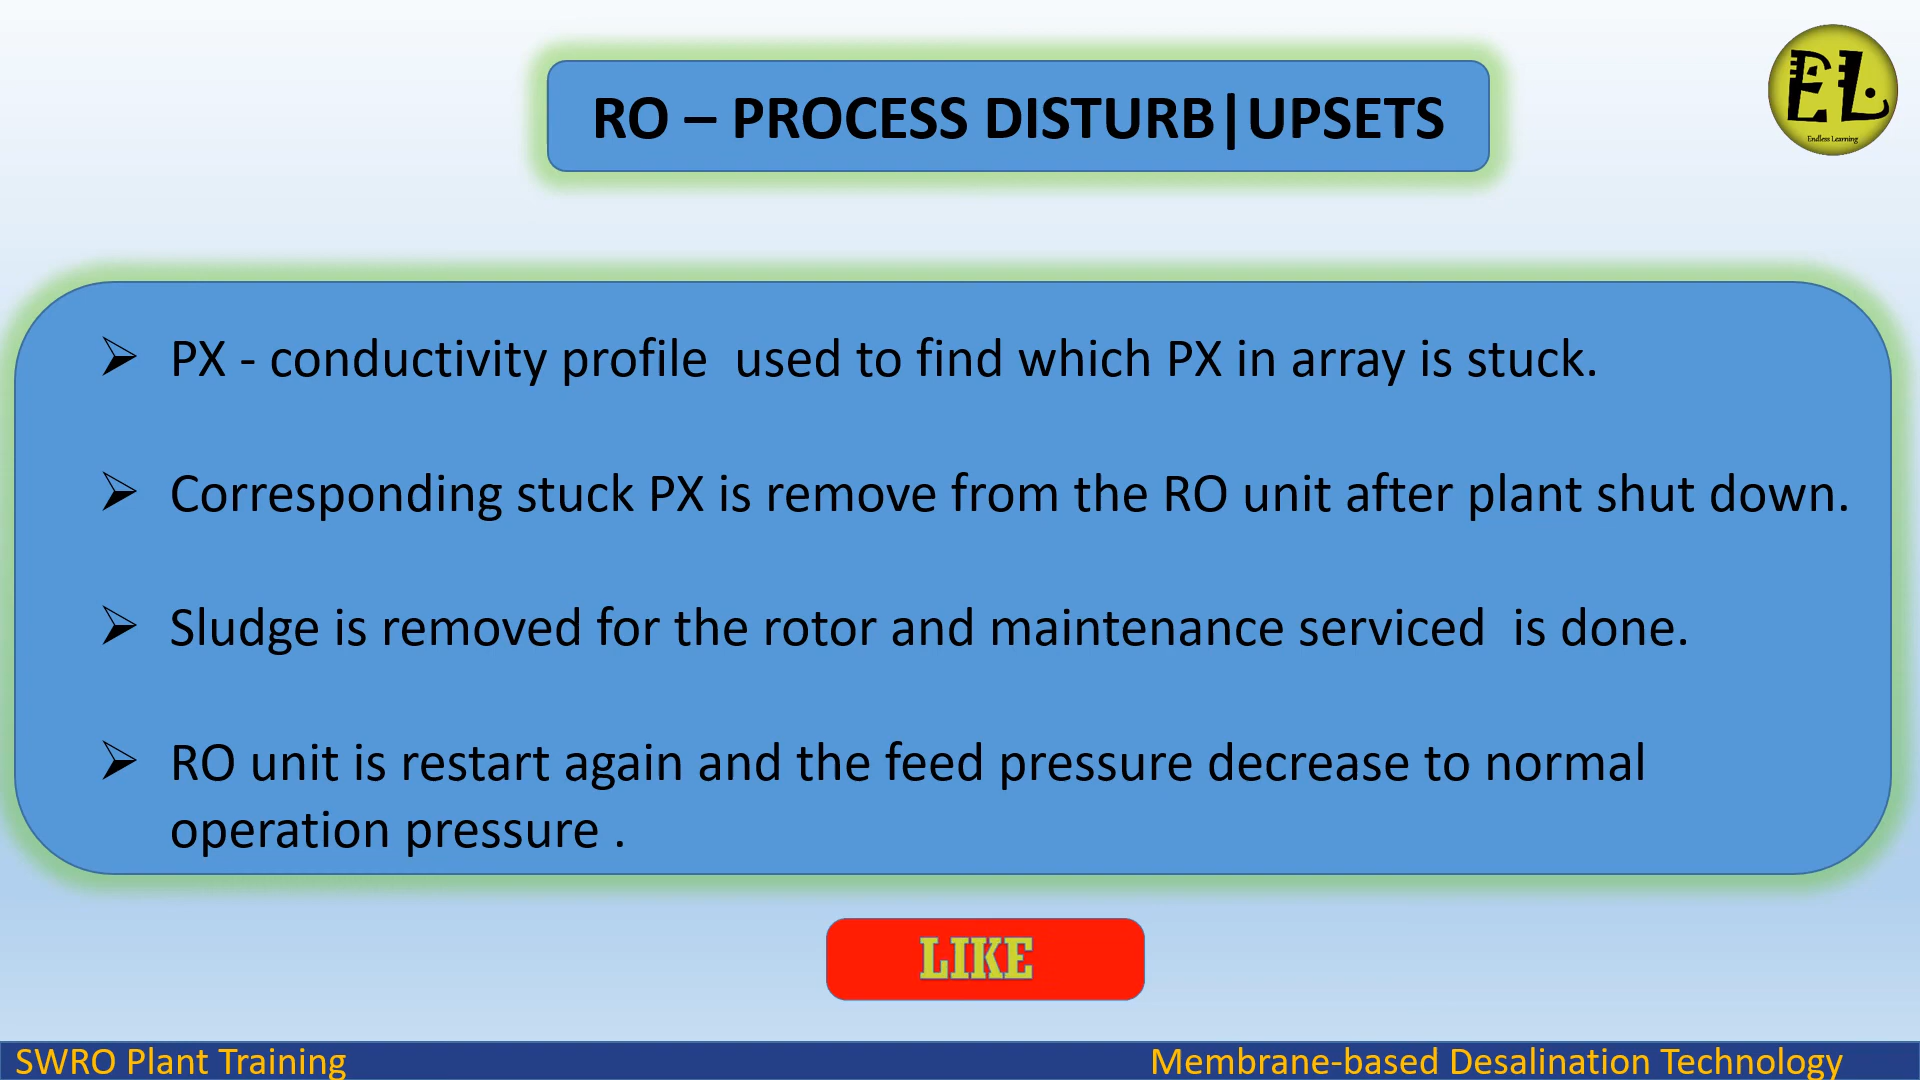 RO – PROCESS DISTURB|UPSETS
EL
Endless Learning
➢ PX - conductivity profile  used to find which PX in array is stuck.
➢ Corresponding stuck PX is remove from the RO unit after plant shut down.
➢ Sludge is removed for the rotor and maintenance serviced  is done.
➢ RO unit is restart again and the feed pressure decrease to normal
operation pressure .
LIKE
SWRO Plant Training
Membrane-based Desalination Technology